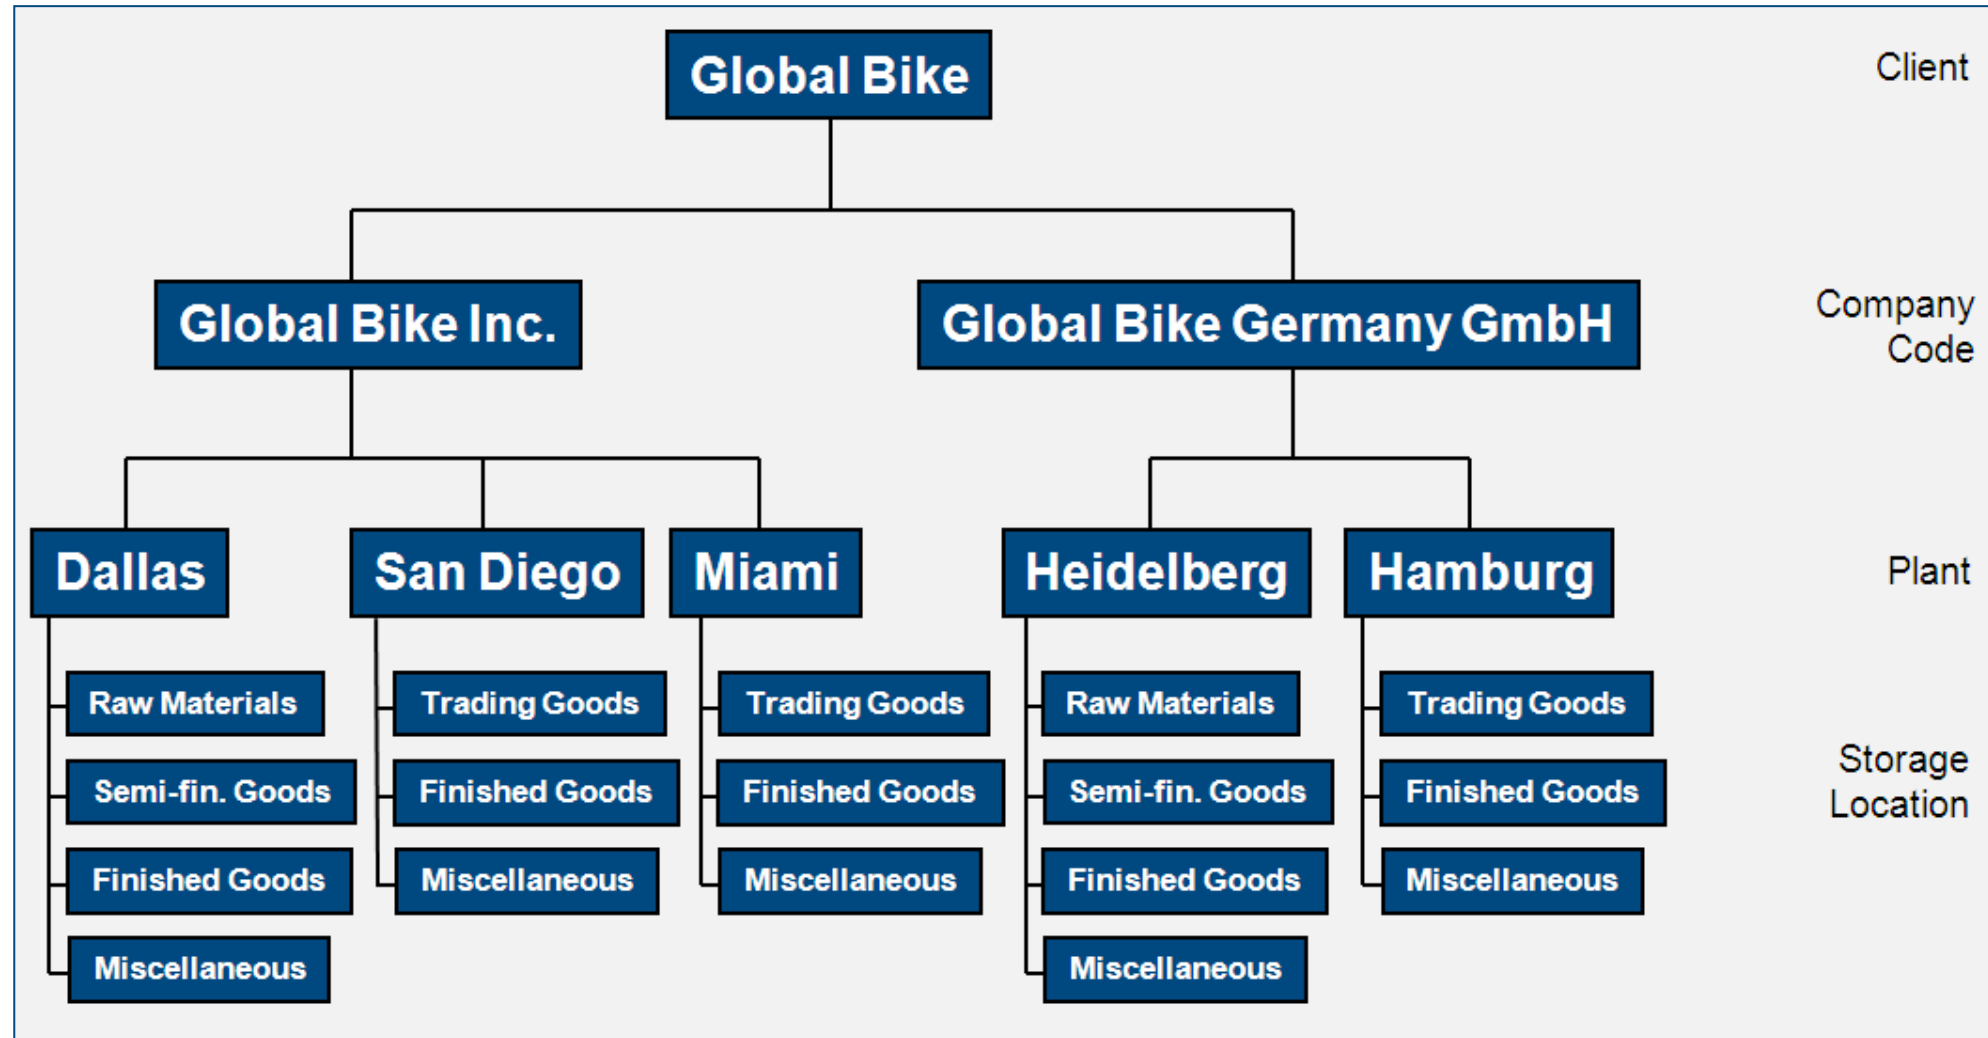 Global Bike
Client
Global Bike Inc.
Global Bike Germany GmbH
Company
Code
Dallas
San Diego
Miami
Heidelberg
Hamburg
Plant
Raw Materials
Trading Goods
Trading Goods
Raw Materials
Trading Goods
Semi-fin. Goods
Finished Goods
Finished Goods
Semi-fin. Goods
Finished Goods
Storage
Location
Finished Goods
Miscellaneous
Miscellaneous
Finished Goods
Miscellaneous
Miscellaneous
Miscellaneous